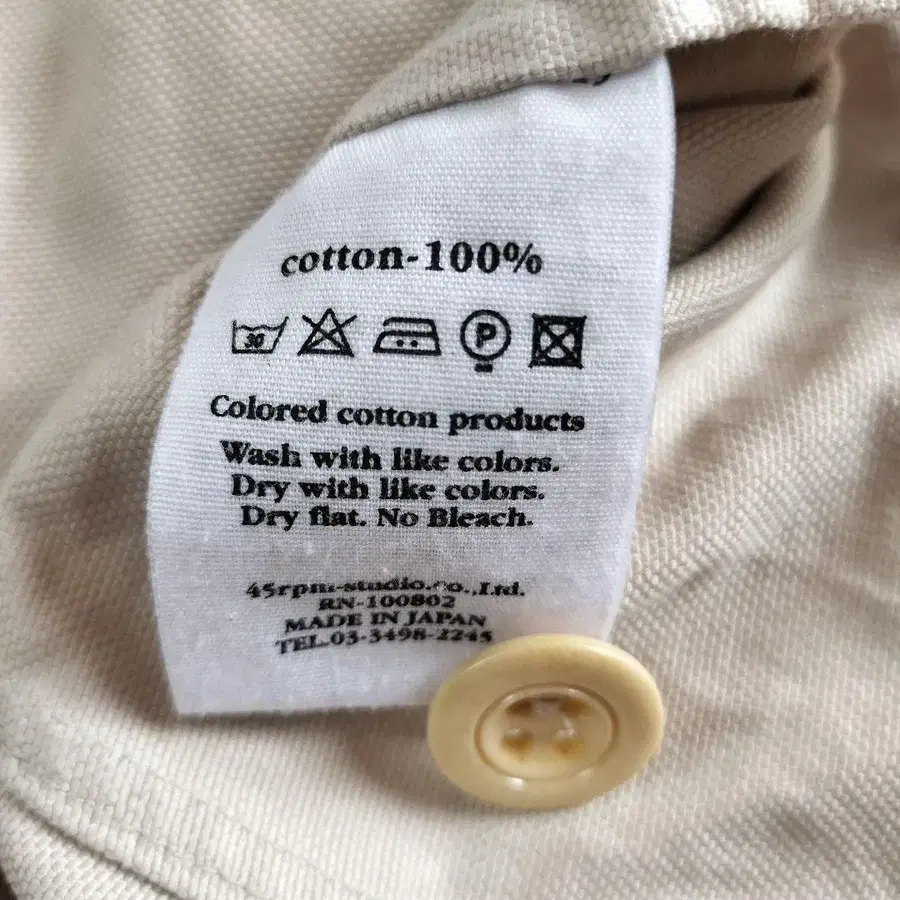 cotton-100%
30 P
Colored cotton products
Wash with like colors.
Dry with like colors.
Dry flat. No Bleach.
45rpm-studio.co.,Ltd.
RN-100802
MADE IN JAPAN
TEL.03-3498-2245